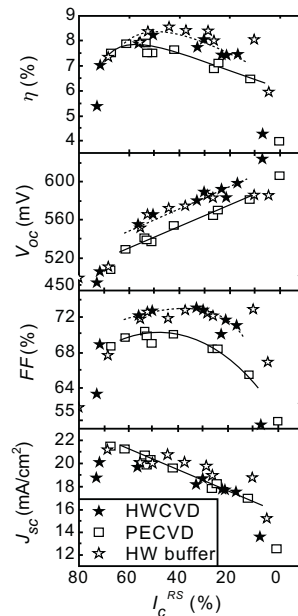 9
8
7
6
5
4
η (%)
600
560
520
450
V_oc (mV)
72
68
64
55
FF (%)
22
20
18
16
14
12
11
J_sc (mA/cm²)
HWCVD
PECVD
HW buffer
80 60 40 20 0
I_c^RS (%)